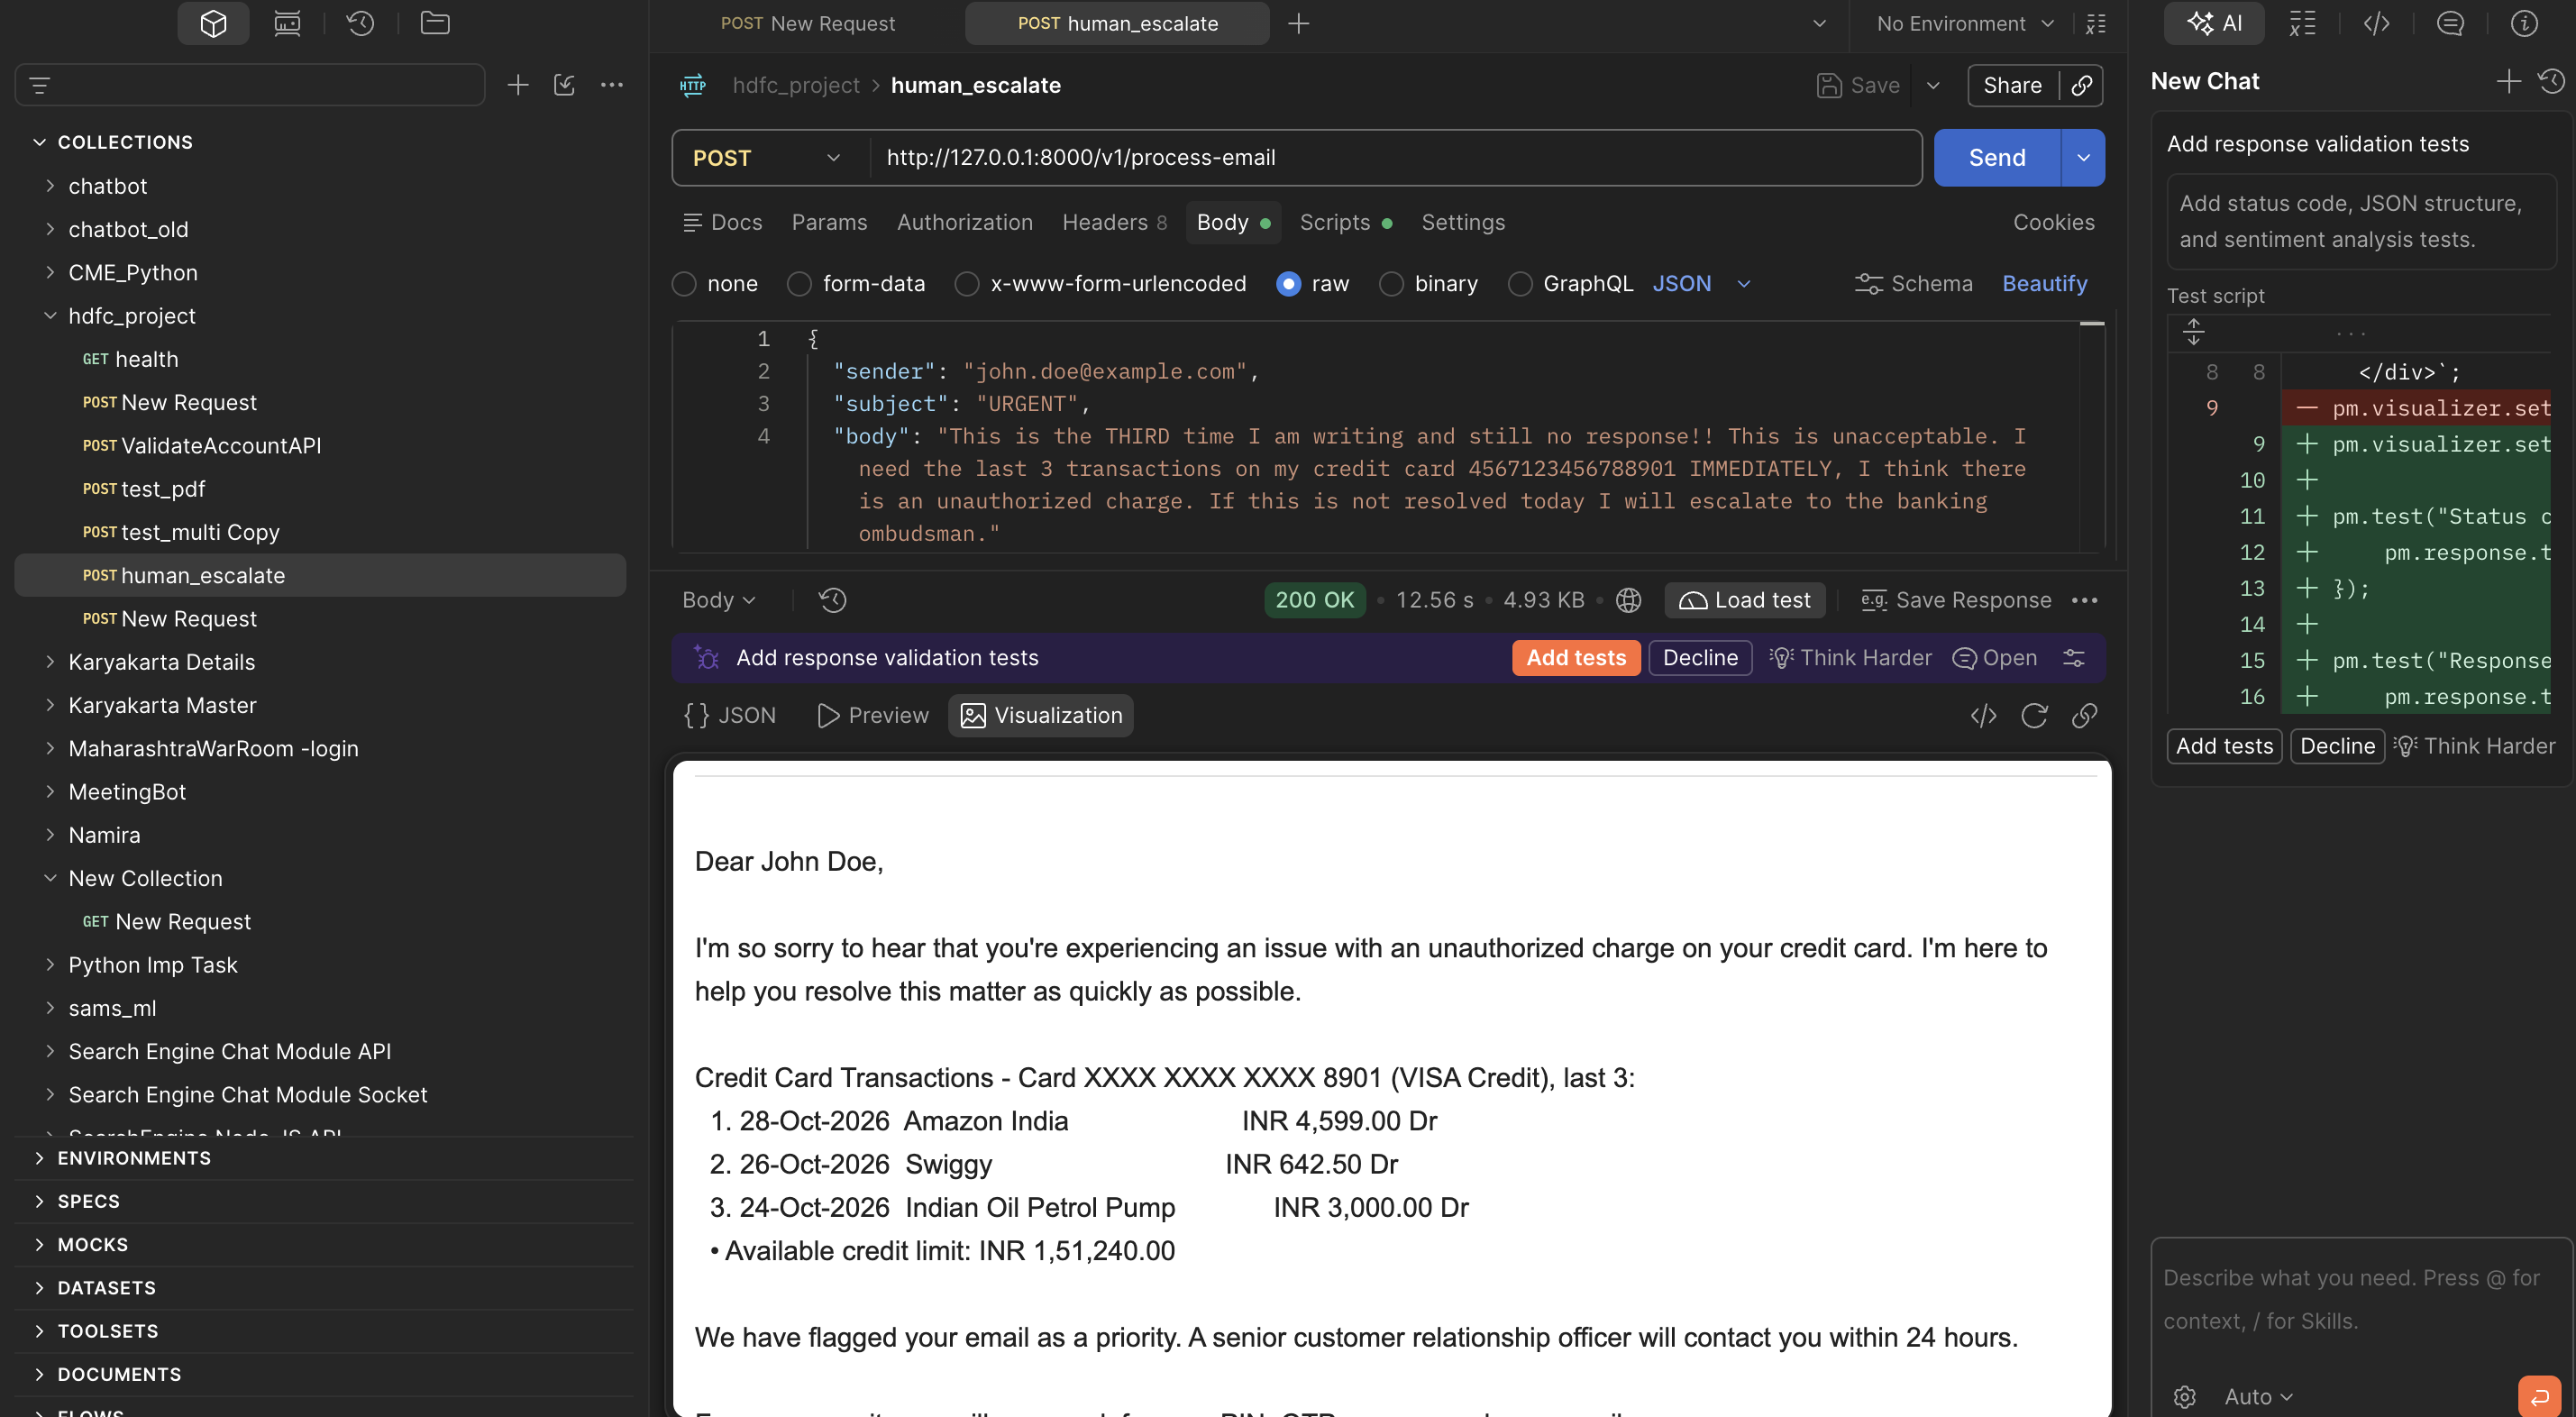 POST New Request
POST human_escalate
No Environment
AI
hdfc_project > human_escalate
Save
Share
New Chat
COLLECTIONS
chatbot
chatbot_old
CME_Python
hdfc_project
GET health
POST New Request
POST ValidateAccountAPI
POST test_pdf
POST test_multi Copy
POST human_escalate
POST New Request
Karyakarta Details
Karyakarta Master
MaharashtraWarRoom -login
MeetingBot
Namira
New Collection
GET New Request
Python Imp Task
sams_ml
Search Engine Chat Module API
Search Engine Chat Module Socket
ENVIRONMENTS
SPECS
MOCKS
DATASETS
TOOLSETS
DOCUMENTS
FLOWS
HTTP
POST
http://127.0.0.1:8000/v1/process-email
Send
Docs Params Authorization Headers 8 Body Scripts Settings Cookies
none form-data x-www-form-urlencoded raw binary GraphQL JSON Schema Beautify
1 {
2 "sender": "john.doe@example.com",
3 "subject": "URGENT",
4 "body": "This is the THIRD time I am writing and still no response!! This is unacceptable. I
need the last 3 transactions on my credit card 4567123456788901 IMMEDIATELY, I think there
is an unauthorized charge. If this is not resolved today I will escalate to the banking
ombudsman."
Body 200 OK • 12.56 s • 4.93 KB • Load test e.g. Save Response
Add response validation tests Add tests Decline Think Harder Open
{ } JSON Preview Visualization
Dear John Doe,
I'm so sorry to hear that you're experiencing an issue with an unauthorized charge on your credit card. I'm here to
help you resolve this matter as quickly as possible.
Credit Card Transactions - Card XXXX XXXX XXXX 8901 (VISA Credit), last 3:
1. 28-Oct-2026 Amazon India INR 4,599.00 Dr
2. 26-Oct-2026 Swiggy INR 642.50 Dr
3. 24-Oct-2026 Indian Oil Petrol Pump INR 3,000.00 Dr
• Available credit limit: INR 1,51,240.00
We have flagged your email as a priority. A senior customer relationship officer will contact you within 24 hours.
Add response validation tests
Add status code, JSON structure,
and sentiment analysis tests.
Test script
...
8 8 </div>`;
9 — pm.visualizer.set
9 + pm.visualizer.set
10 +
11 + pm.test("Status c
12 + pm.response.t
13 + });
14 +
15 + pm.test("Response
16 + pm.response.t
Add tests Decline Think Harder
Describe what you need. Press @ for
context, / for Skills.
Auto